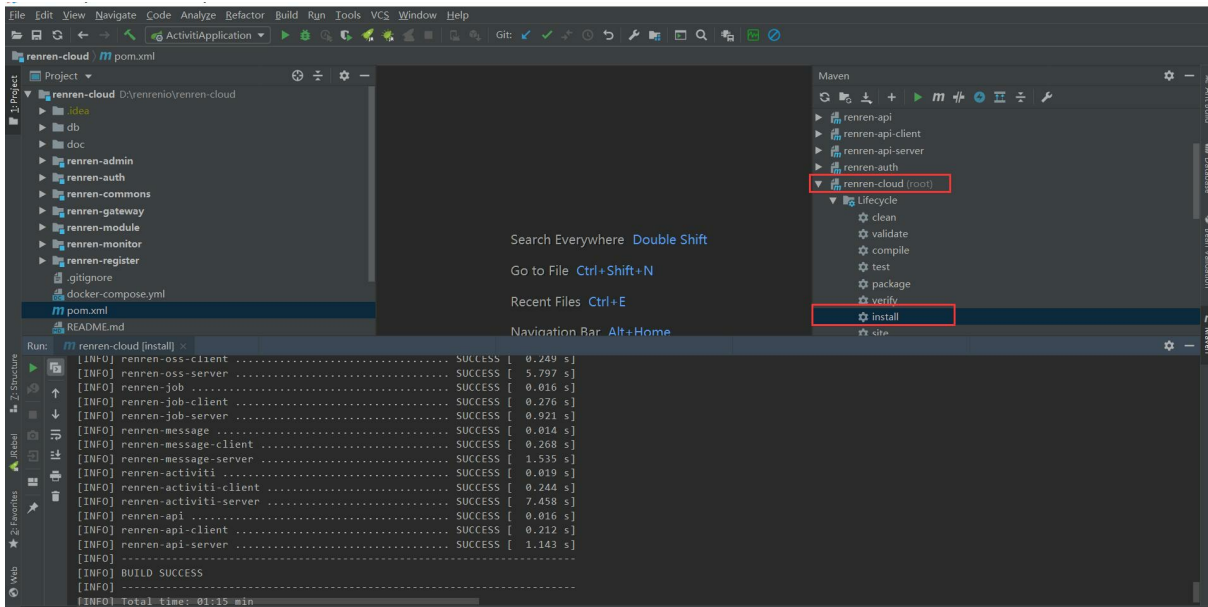 File Edit View Navigate Code Analyze Refactor Build Run Tools VCS Window Help
ActivitiApplication
Git:
renren-cloud pom.xml
1: Project
Project
renren-cloud D:\renrenio\renren-cloud
.idea
db
doc
renren-admin
renren-auth
renren-commons
renren-gateway
renren-module
renren-monitor
renren-register
.gitignore
docker-compose.yml
pom.xml
README.md
Search Everywhere Double Shift
Go to File Ctrl+Shift+N
Recent Files Ctrl+E
Navigation Bar Alt+Home
Maven
renren-api
renren-api-client
renren-api-server
renren-auth
renren-cloud (root)
Lifecycle
clean
validate
compile
test
package
verify
install
site
Database
Maven
Run: renren-cloud [install]
[INFO] renren-oss-client .................................. SUCCESS [ 0.249 s]
[INFO] renren-oss-server .................................. SUCCESS [ 5.797 s]
[INFO] renren-job ......................................... SUCCESS [ 0.016 s]
[INFO] renren-job-client .................................. SUCCESS [ 0.276 s]
[INFO] renren-job-server .................................. SUCCESS [ 0.921 s]
[INFO] renren-message ..................................... SUCCESS [ 0.014 s]
[INFO] renren-message-client .............................. SUCCESS [ 0.268 s]
[INFO] renren-message-server .............................. SUCCESS [ 1.535 s]
[INFO] renren-activiti .................................... SUCCESS [ 0.019 s]
[INFO] renren-activiti-client ............................. SUCCESS [ 0.244 s]
[INFO] renren-activiti-server ............................. SUCCESS [ 7.458 s]
[INFO] renren-api ......................................... SUCCESS [ 0.016 s]
[INFO] renren-api-client .................................. SUCCESS [ 0.212 s]
[INFO] renren-api-server .................................. SUCCESS [ 1.143 s]
[INFO] ------------------------------------------------------------------------
[INFO] BUILD SUCCESS
[INFO] ------------------------------------------------------------------------
[INFO] Total time: 01:15 min
Z: Structure
JRebel
2: Favorites
Web